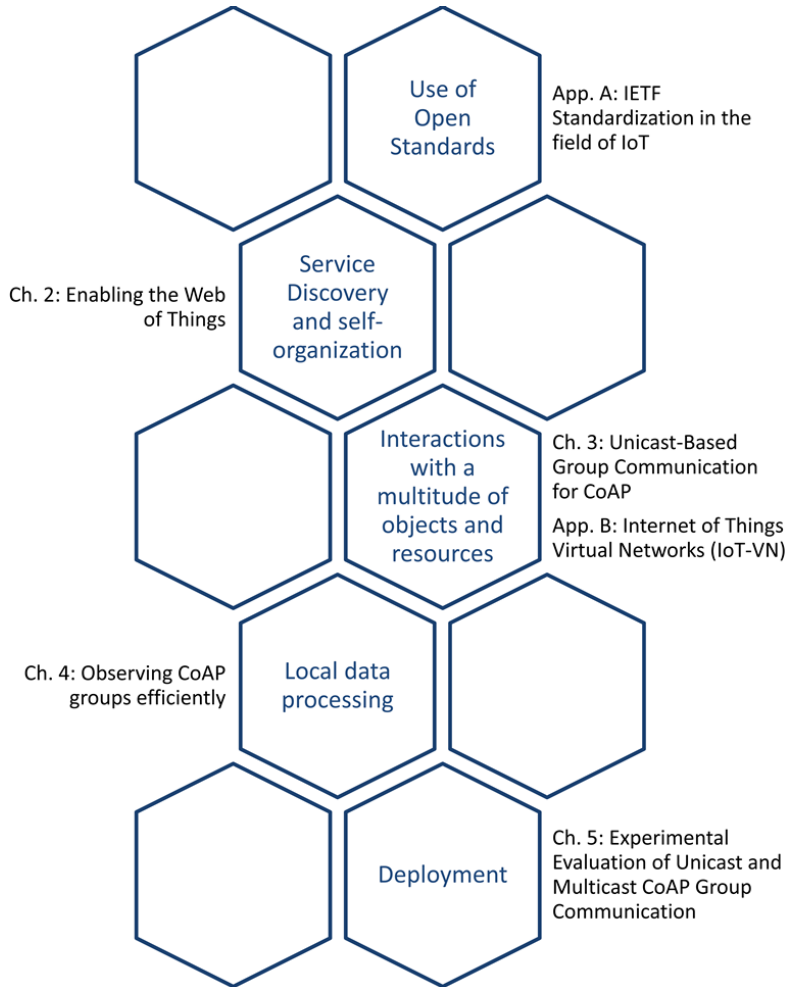 Use of
Open
Standards
App. A: IETF
Standardization in the
field of IoT
Ch. 2: Enabling the Web
of Things
Service
Discovery
and self-
organization
Interactions
with a
multitude of
objects and
resources
Ch. 3: Unicast-Based
Group Communication
for CoAP
App. B: Internet of Things
Virtual Networks (IoT-VN)
Ch. 4: Observing CoAP
groups efficiently
Local data
processing
Deployment
Ch. 5: Experimental
Evaluation of Unicast and
Multicast CoAP Group
Communication